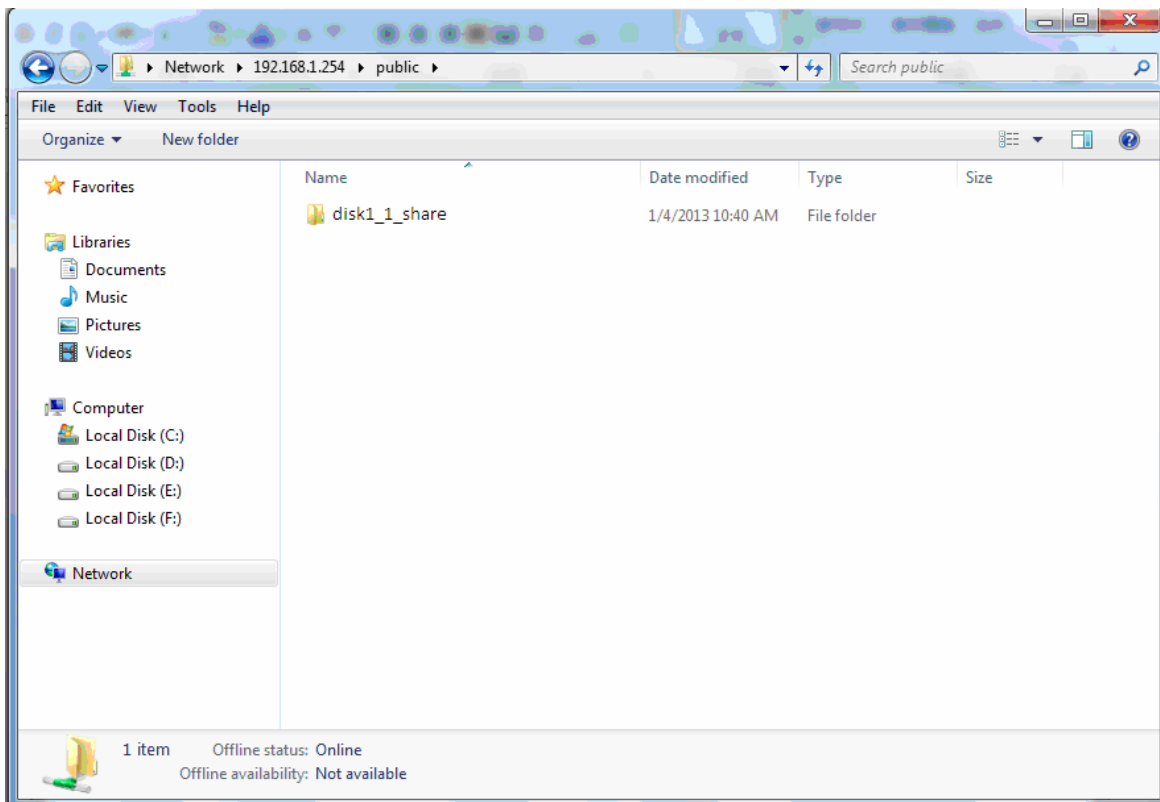 Network 192.168.1.254 public
Search public
File Edit View Tools Help
Organize New folder
Favorites
Libraries
Documents
Music
Pictures
Videos
Computer
Local Disk (C:)
Local Disk (D:)
Local Disk (E:)
Local Disk (F:)
Network
Name Date modified Type Size
disk1_1_share 1/4/2013 10:40 AM File folder
1 item Offline status: Online
Offline availability: Not available